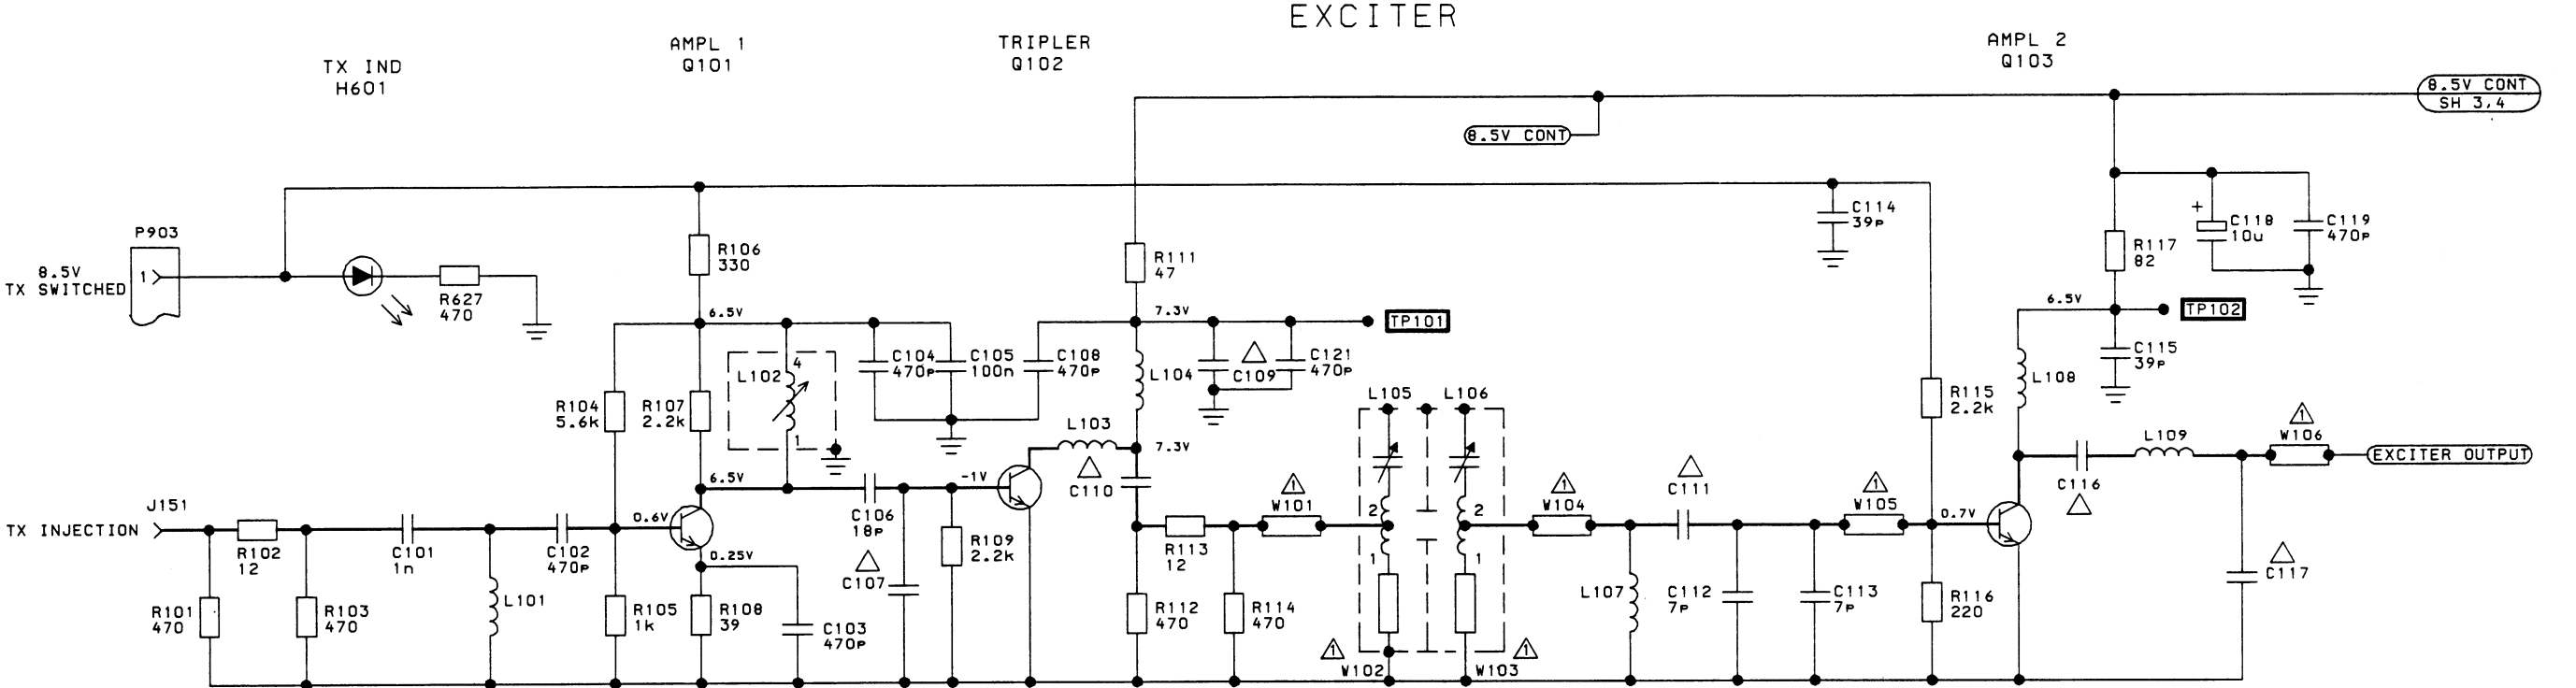 EXCITER
TX IND
H601
AMPL 1
Q101
TRIPLER
Q102
AMPL 2
Q103
8.5V CONT
SH 3,4
8.5V CONT
P903
8.5V
TX SWITCHED
1
R627
470
R106
330
6.5V
R111
47
7.3V
TP101
C114
39p
R117
82
C118
+
10u
C119
470p
6.5V
TP102
C115
39p
R104
5.6k
R107
2.2k
L102
4
1
C104
470p
C105
100n
C108
470p
L104
C109
C121
470p
L103
7.3V
C110
L105
L106
R115
2.2k
L108
6.5V
-1V
C106
18p
C107
R109
2.2k
J151
TX INJECTION
R102
12
C101
1n
C102
470p
0.6V
0.25V
R101
470
R103
470
L101
R105
1k
R108
39
C103
470p
R113
12
R112
470
R114
470
1
W101
2
1
2
1
1
W102
W103
1
1
W104
C111
L107
C112
7p
C113
7p
1
W105
0.7V
R116
220
C116
L109
C117
1
W106
EXCITER OUTPUT